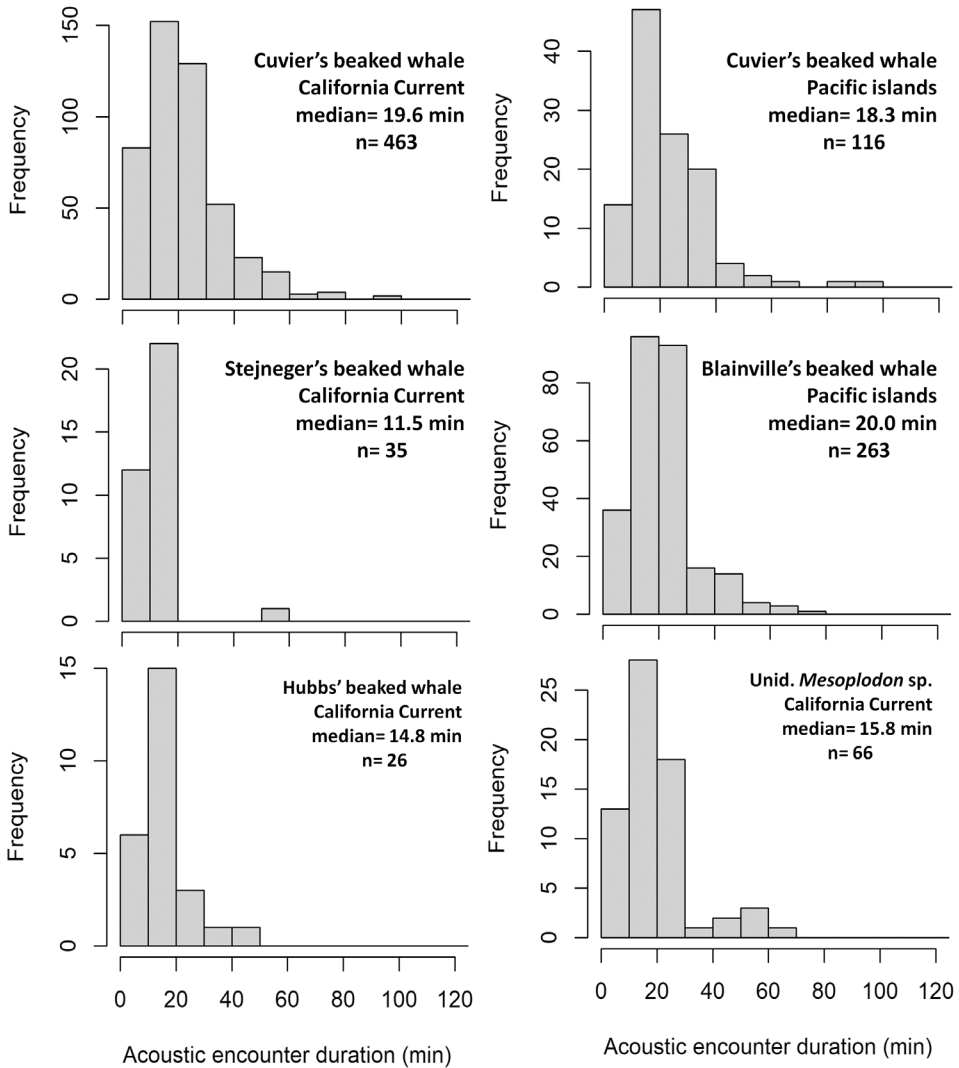 Cuvier's beaked whale
California Current
median= 19.6 min
n= 463
Frequency
0
50
100
150
Cuvier's beaked whale
Pacific islands
median= 18.3 min
n= 116
Frequency
0
10
20
30
40
Stejneger's beaked whale
California Current
median= 11.5 min
n= 35
Frequency
0
5
10
15
20
Blainville's beaked whale
Pacific islands
median= 20.0 min
n= 263
Frequency
0
20
40
60
80
Hubbs' beaked whale
California Current
median= 14.8 min
n= 26
Frequency
0
5
10
15
0 20 40 60 80 100 120
Acoustic encounter duration (min)
Unid. Mesoplodon sp.
California Current
median= 15.8 min
n= 66
Frequency
0
5
10
15
20
25
0 20 40 60 80 100 120
Acoustic encounter duration (min)